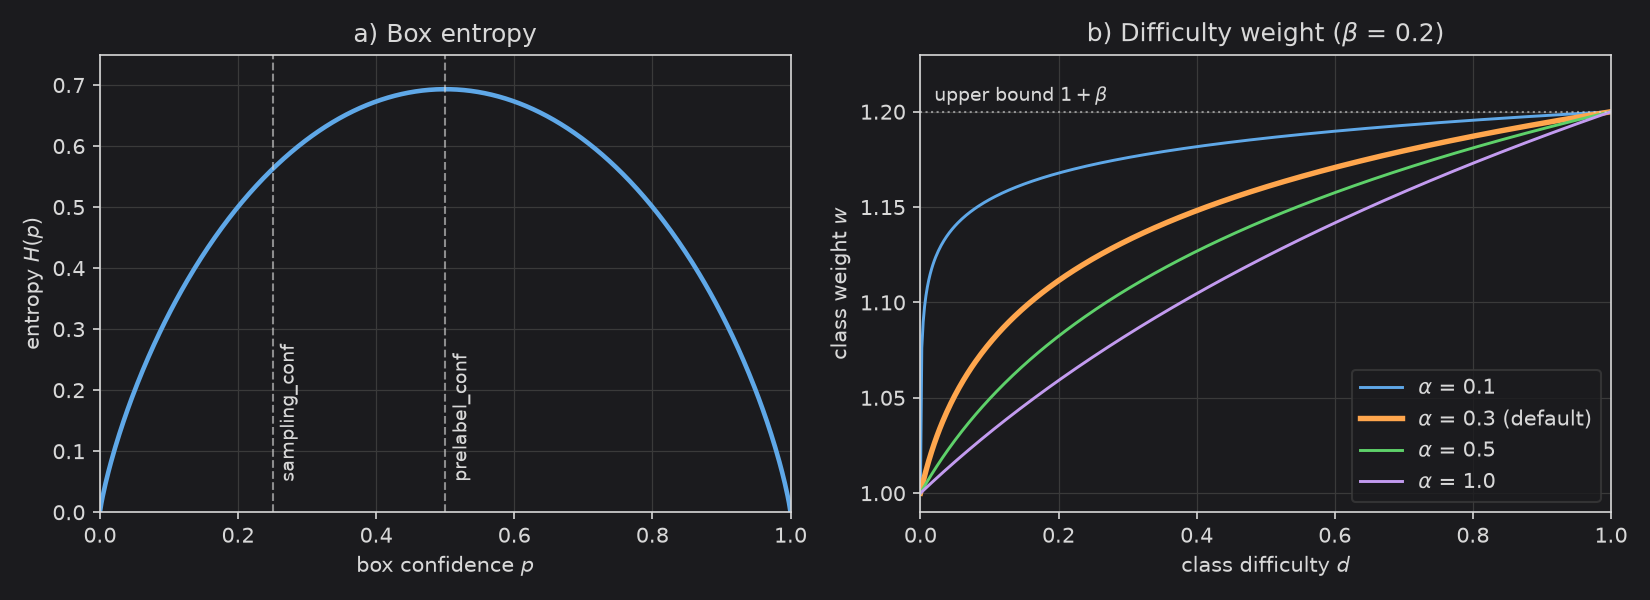 a) Box entropy
entropy H(p)
0.7
0.6
0.5
0.4
0.3
0.2
0.1
0.0
sampling_conf
prelabel_conf
0.0 0.2 0.4 0.6 0.8 1.0
box confidence p
b) Difficulty weight (β = 0.2)
class weight w
upper bound 1 + β
1.20
1.15
1.10
1.05
1.00
α = 0.1
α = 0.3 (default)
α = 0.5
α = 1.0
0.0 0.2 0.4 0.6 0.8 1.0
class difficulty d